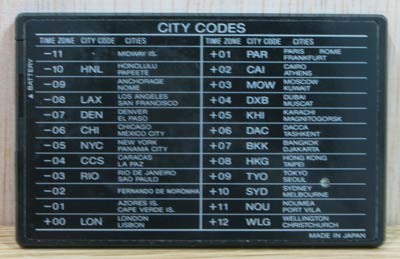 CITY CODES
TIME ZONE CITY CODE CITIES
−11 MIDWAY IS.
−10 HNL HONOLULU PAPEETE
−09 ANCHORAGE NOME
−08 LAX LOS ANGELES SAN FRANCISCO
−07 DEN DENVER EL PASO
−06 CHI CHICAGO MEXICO CITY
−05 NYC NEW YORK PANAMA CITY
−04 CCS CARACAS LA PAZ
−03 RIO RIO DE JANEIRO SAO PAULO
−02 FERNANDO DE NORONHA
−01 AZORES IS. CAPE VERDE IS.
+00 LON LONDON LISBON
TIME ZONE CITY CODE CITIES
+01 PAR PARIS ROME FRANKFURT
+02 CAI CAIRO ATHENS
+03 MOW MOSCOW KUWAIT
+04 DXB DUBAI MUSCAT
+05 KHI KARACHI MAGNITOGORSK
+06 DAC DACCA TASHKENT
+07 BKK BANGKOK DJAKARTA
+08 HKG HONG KONG TAIPEI
+09 TYO TOKYO SEOUL
+10 SYD SYDNEY MELBOURNE
+11 NOU NOUMEA PORT VILA
+12 WLG WELLINGTON CHRISTCHURCH
MADE IN JAPAN
▲ BATTERY